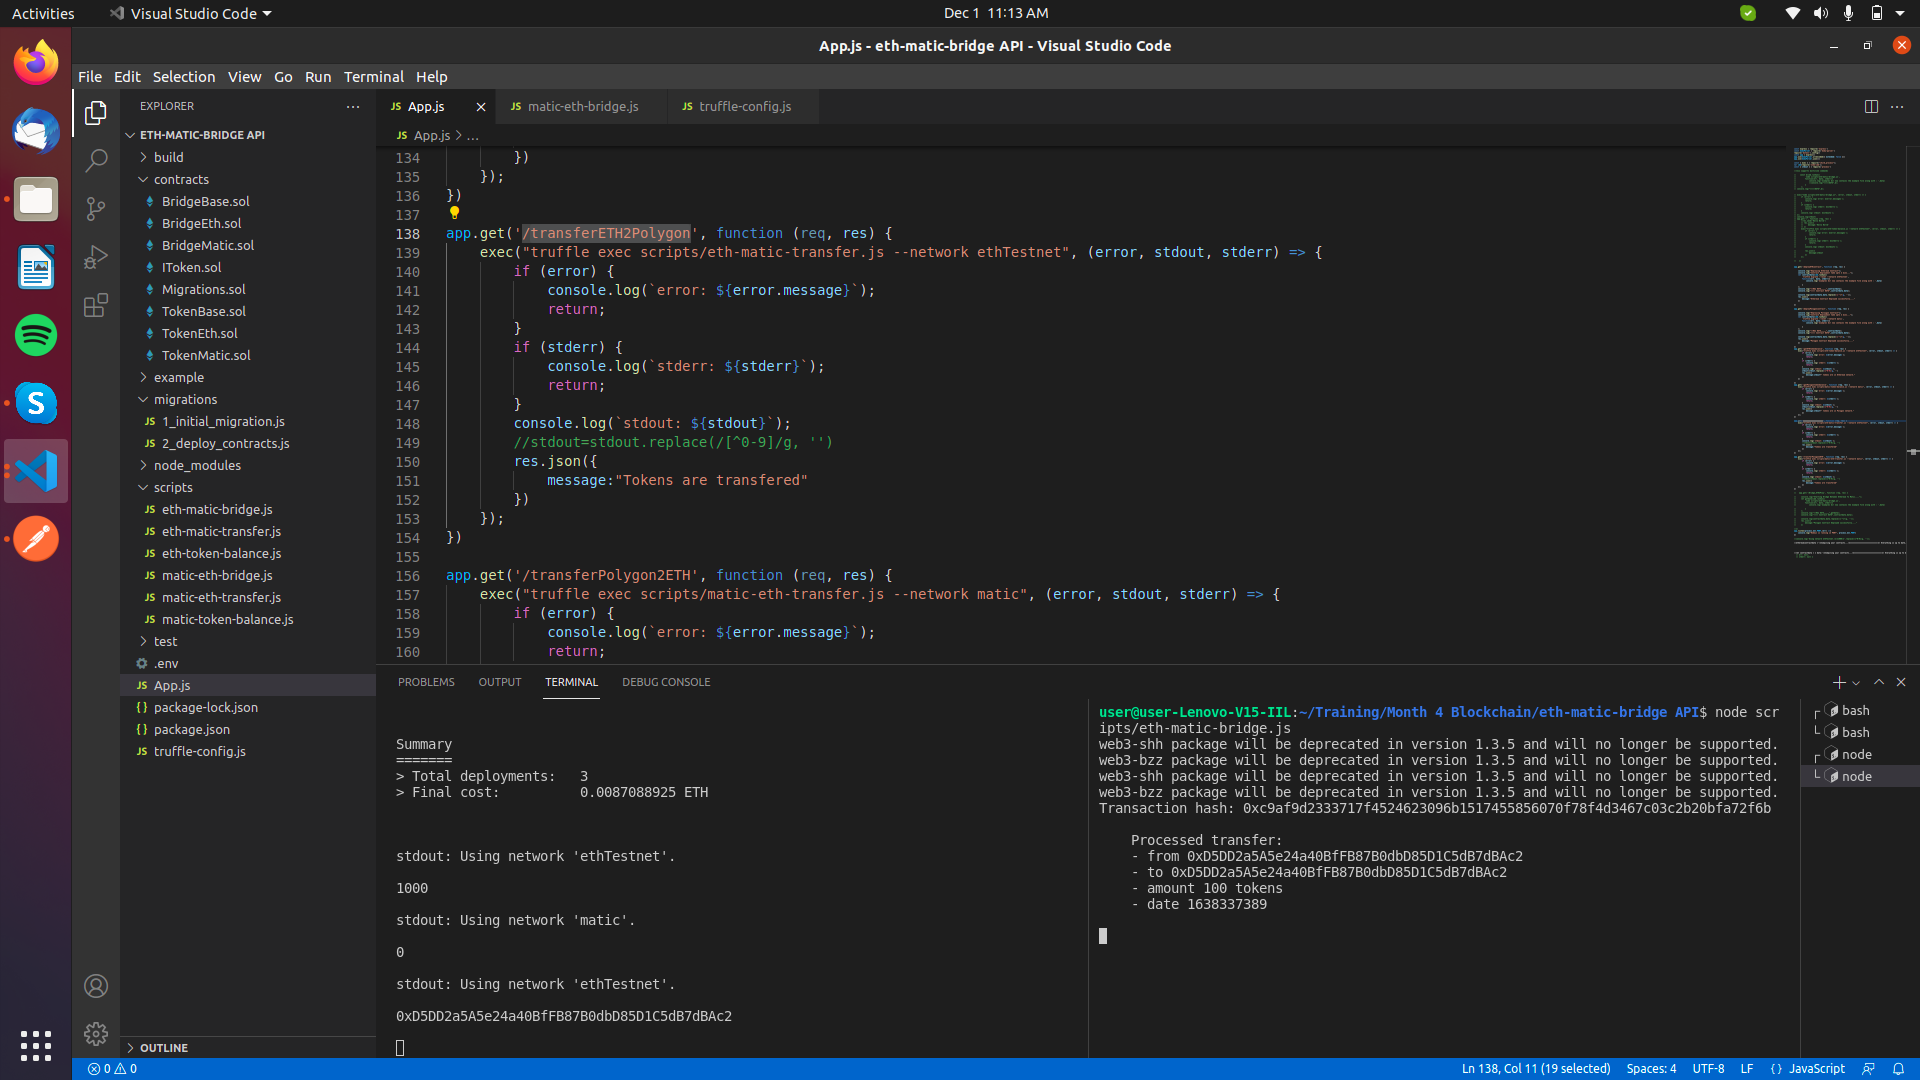 Activities
Visual Studio Code
Dec 1 11:13 AM
App.js - eth-matic-bridge API - Visual Studio Code
File Edit Selection View Go Run Terminal Help
EXPLORER
ETH-MATIC-BRIDGE API
build
contracts
BridgeBase.sol
BridgeEth.sol
BridgeMatic.sol
IToken.sol
Migrations.sol
TokenBase.sol
TokenEth.sol
TokenMatic.sol
example
migrations
JS 1_initial_migration.js
JS 2_deploy_contracts.js
node_modules
scripts
JS eth-matic-bridge.js
JS eth-matic-transfer.js
JS eth-token-balance.js
JS matic-eth-bridge.js
JS matic-eth-transfer.js
JS matic-token-balance.js
test
.env
JS App.js
{} package-lock.json
{} package.json
JS truffle-config.js
OUTLINE
JS App.js
JS matic-eth-bridge.js
JS truffle-config.js
JS App.js > ...
134 })
135 });
136 })
137
138 app.get('/transferETH2Polygon', function (req, res) {
139 exec("truffle exec scripts/eth-matic-transfer.js --network ethTestnet", (error, stdout, stderr) => {
140 if (error) {
141 console.log(`error: ${error.message}`);
142 return;
143 }
144 if (stderr) {
145 console.log(`stderr: ${stderr}`);
146 return;
147 }
148 console.log(`stdout: ${stdout}`);
149 //stdout=stdout.replace(/[^0-9]/g, '')
150 res.json({
151 message:"Tokens are transfered"
152 })
153 });
154 })
155
156 app.get('/transferPolygon2ETH', function (req, res) {
157 exec("truffle exec scripts/matic-eth-transfer.js --network matic", (error, stdout, stderr) => {
158 if (error) {
159 console.log(`error: ${error.message}`);
160 return;
PROBLEMS OUTPUT TERMINAL DEBUG CONSOLE
Summary
=======
> Total deployments: 3
> Final cost: 0.0087088925 ETH
stdout: Using network 'ethTestnet'.
1000
stdout: Using network 'matic'.
0
stdout: Using network 'ethTestnet'.
0xD5DD2a5A5e24a40BfFB87B0dbD85D1C5dB7dBAc2
user@user-Lenovo-V15-IIL:~/Training/Month 4 Blockchain/eth-matic-bridge API$ node scr
ipts/eth-matic-bridge.js
web3-shh package will be deprecated in version 1.3.5 and will no longer be supported.
web3-bzz package will be deprecated in version 1.3.5 and will no longer be supported.
web3-shh package will be deprecated in version 1.3.5 and will no longer be supported.
web3-bzz package will be deprecated in version 1.3.5 and will no longer be supported.
Transaction hash: 0xc9af9d2333717f4524623096b1517455856070f78f4d3467c03c2b20bfa72f6b
Processed transfer:
- from 0xD5DD2a5A5e24a40BfFB87B0dbD85D1C5dB7dBAc2
- to 0xD5DD2a5A5e24a40BfFB87B0dbD85D1C5dB7dBAc2
- amount 100 tokens
- date 1638337389
bash
bash
node
node
0 0
Ln 138, Col 11 (19 selected) Spaces: 4 UTF-8 LF {} JavaScript